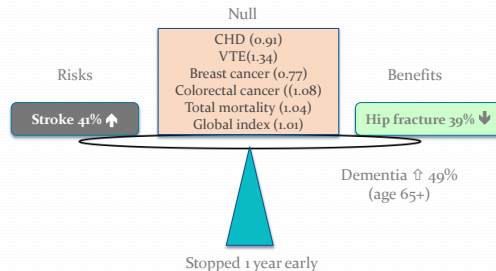 Null
CHD (0.91)
VTE(1.34)
Breast cancer (0.77)
Colorectal cancer ((1.08)
Total mortality (1.04)
Global index (1.01)
Risks
Stroke 41% ⬆
Benefits
Hip fracture 39% ⬇
Dementia ⇧ 49%
(age 65+)
Stopped 1 year early